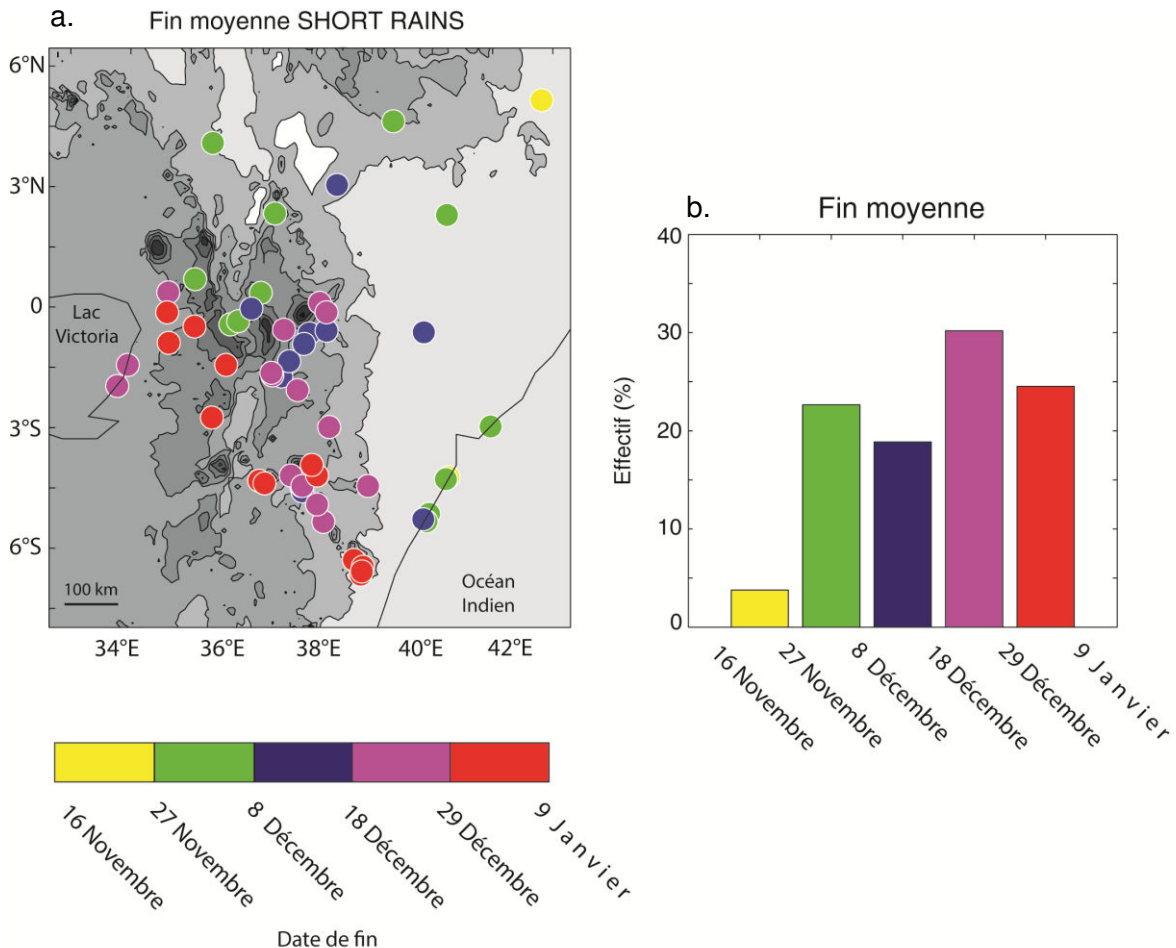 a.
Fin moyenne SHORT RAINS
6°N
3°N
0
3°S
6°S
Lac
Victoria
100 km
Océan
Indien
34°E
36°E
38°E
40°E
42°E
16 Novembre
27 Novembre
8 Décembre
18 Décembre
29 Décembre
9 Janvier
Date de fin
b.
Fin moyenne
Effectif (%)
40
30
20
10
0
16 Novembre
27 Novembre
8 Décembre
18 Décembre
29 Décembre
9 Janvier